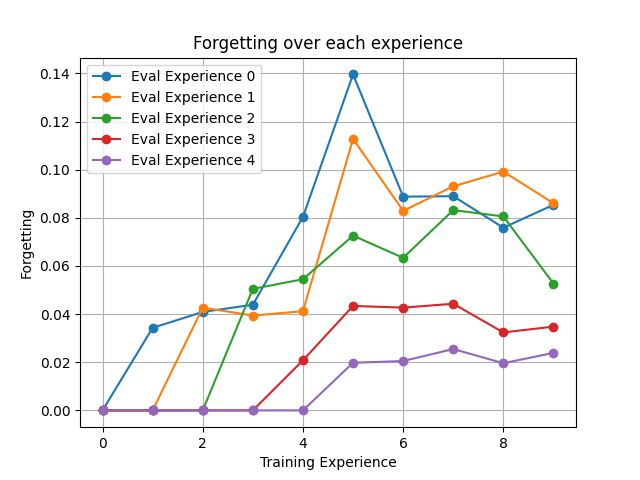 Forgetting over each experience
Eval Experience 0
Eval Experience 1
Eval Experience 2
Eval Experience 3
Eval Experience 4
0.14
0.12
0.10
0.08
0.06
0.04
0.02
0.00
Forgetting
0 2 4 6 8
Training Experience